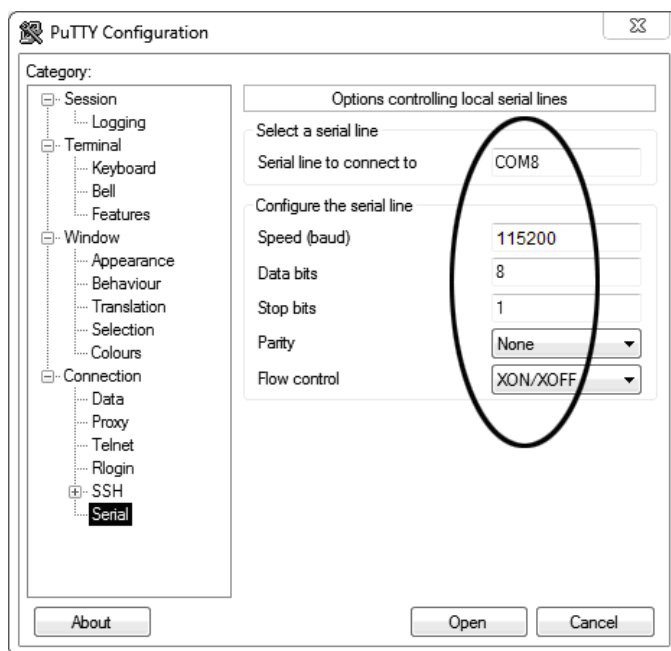 PuTTY Configuration
Category:
Session
Logging
Terminal
Keyboard
Bell
Features
Window
Appearance
Behaviour
Translation
Selection
Colours
Connection
Data
Proxy
Telnet
Rlogin
SSH
Serial
Options controlling local serial lines
Select a serial line
Serial line to connect to COM8
Configure the serial line
Speed (baud) 115200
Data bits 8
Stop bits 1
Parity None
Flow control XON/XOFF
About Open Cancel